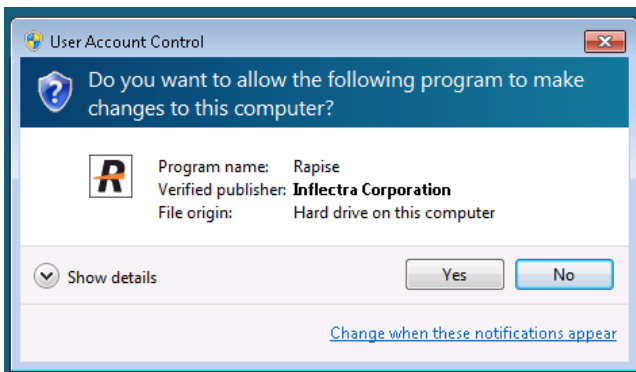 User Account Control
Do you want to allow the following program to make
changes to this computer?
R
Program name: Rapise
Verified publisher: Inflectra Corporation
File origin: Hard drive on this computer
Show details
Yes
No
Change when these notifications appear